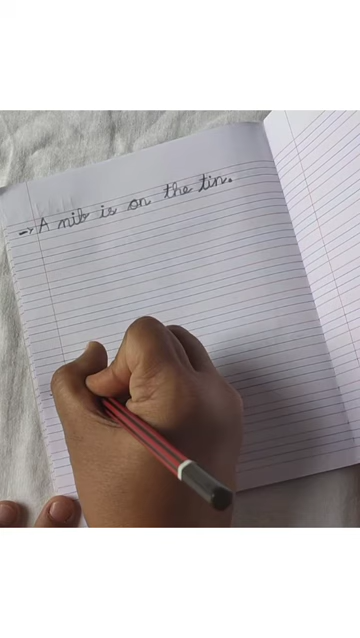 → A nib is on the tin.